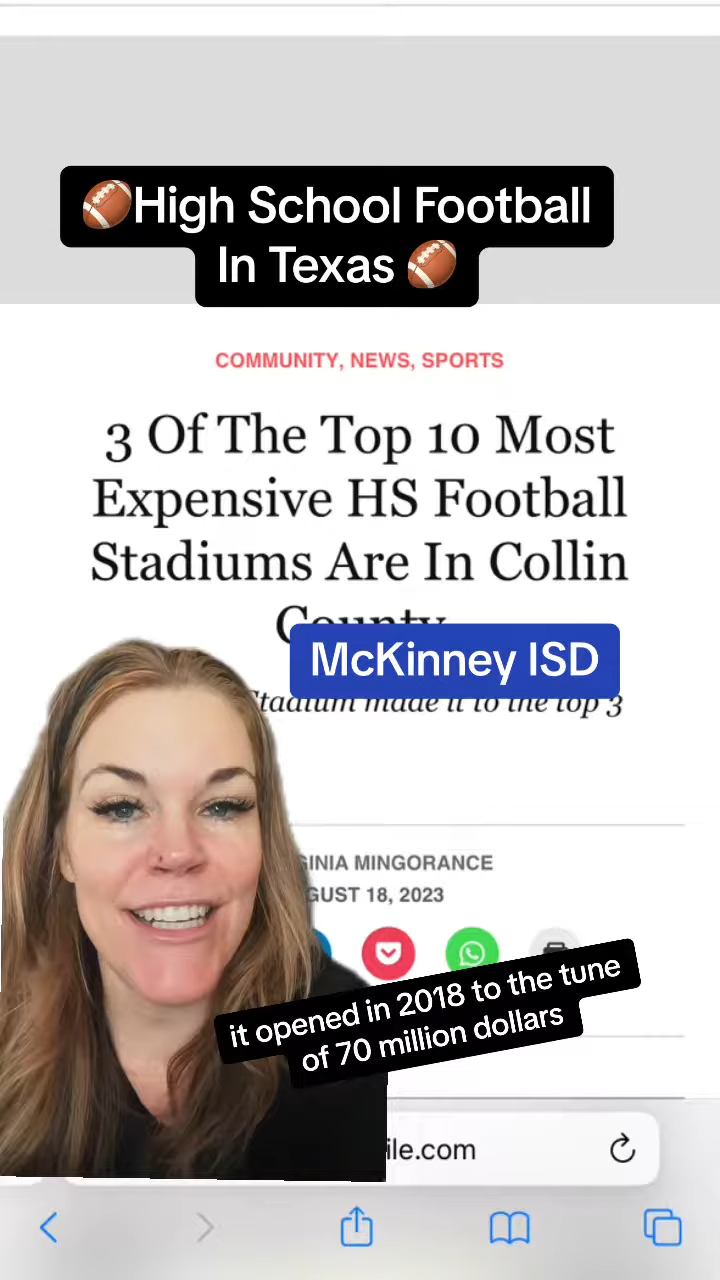 🏈High School Football
In Texas 🏈
COMMUNITY, NEWS, SPORTS
3 Of The Top 10 Most
Expensive HS Football
Stadiums Are In Collin
County
McKinney ISD
Stadium made it to the top 3
MINGORANCE
18, 2023
it opened in 2018 to the tune
of 70 million dollars
ile.com